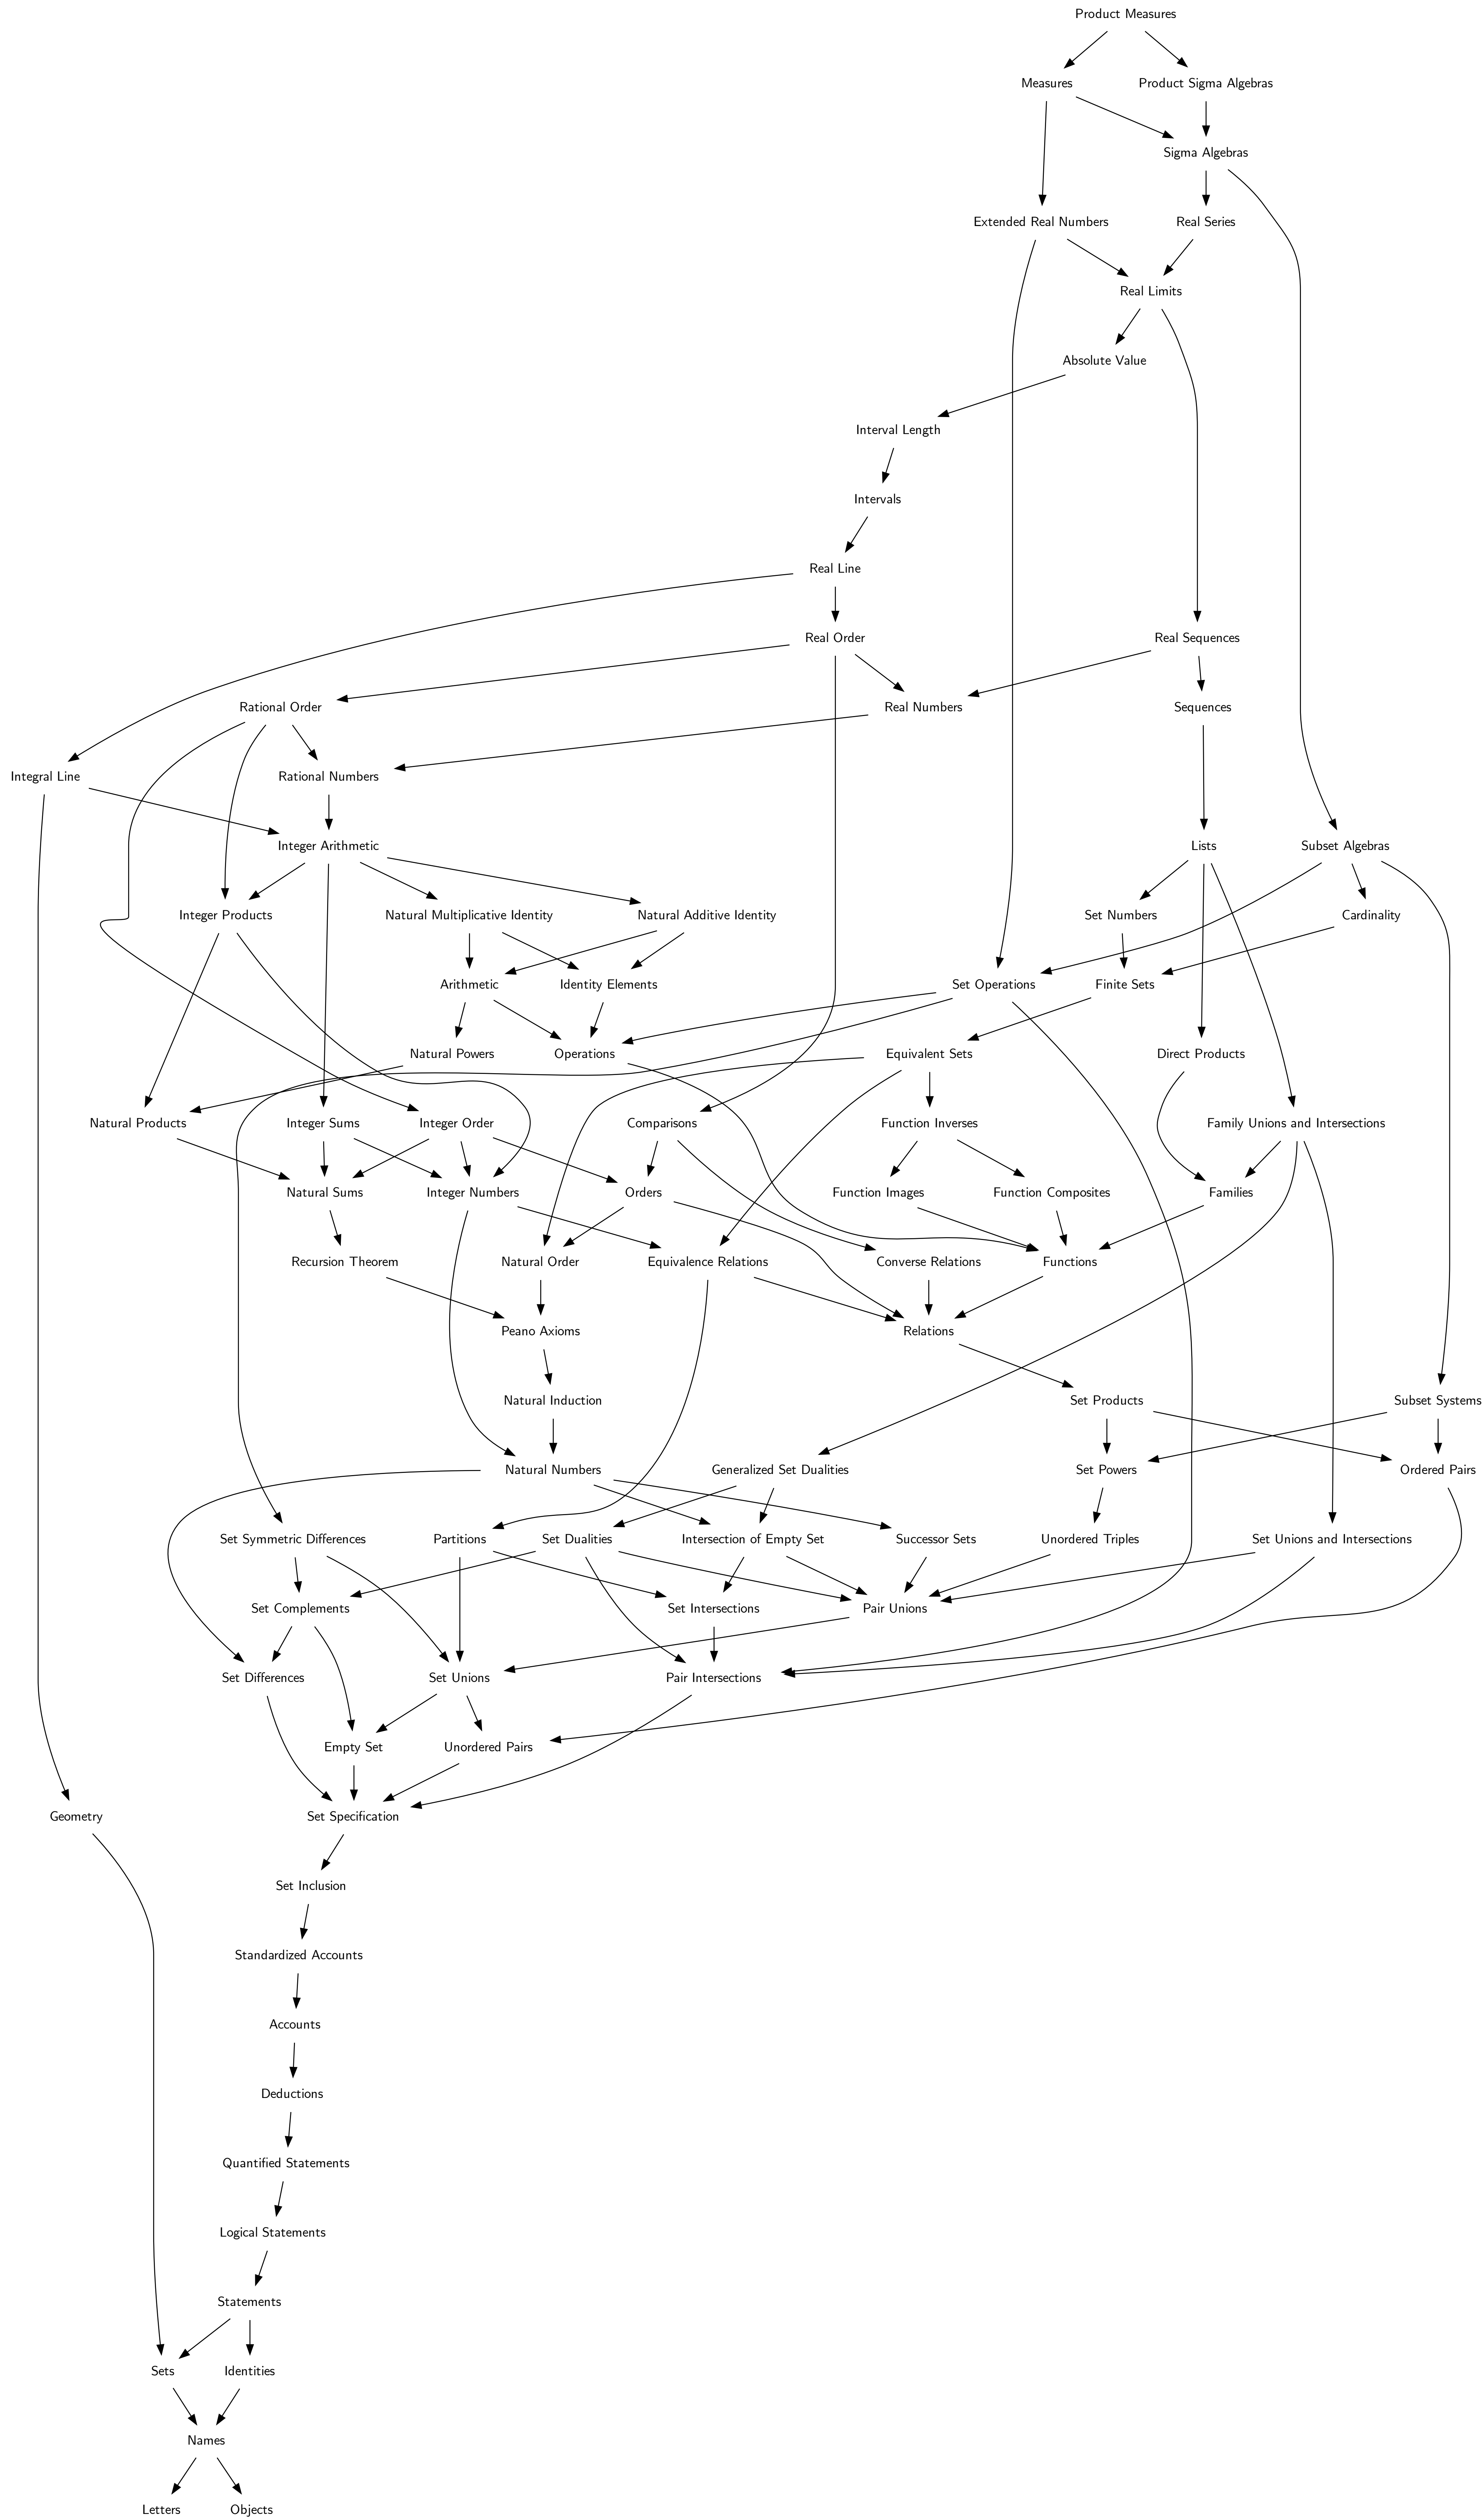 Product Measures
Measures
Product Sigma Algebras
Sigma Algebras
Extended Real Numbers
Real Series
Real Limits
Absolute Value
Interval Length
Intervals
Real Line
Real Order
Real Sequences
Rational Order
Real Numbers
Sequences
Integral Line
Rational Numbers
Integer Arithmetic
Lists
Subset Algebras
Integer Products
Natural Multiplicative Identity
Natural Additive Identity
Set Numbers
Cardinality
Arithmetic
Identity Elements
Set Operations
Finite Sets
Natural Powers
Operations
Equivalent Sets
Direct Products
Natural Products
Integer Sums
Integer Order
Comparisons
Function Inverses
Family Unions and Intersections
Natural Sums
Integer Numbers
Orders
Function Images
Function Composites
Families
Recursion Theorem
Natural Order
Equivalence Relations
Converse Relations
Functions
Peano Axioms
Relations
Natural Induction
Set Products
Subset Systems
Natural Numbers
Generalized Set Dualities
Set Powers
Ordered Pairs
Set Symmetric Differences
Partitions
Set Dualities
Intersection of Empty Set
Successor Sets
Unordered Triples
Set Unions and Intersections
Set Complements
Set Intersections
Pair Unions
Set Differences
Set Unions
Pair Intersections
Empty Set
Unordered Pairs
Geometry
Set Specification
Set Inclusion
Standardized Accounts
Accounts
Deductions
Quantified Statements
Logical Statements
Statements
Sets
Identities
Names
Letters
Objects